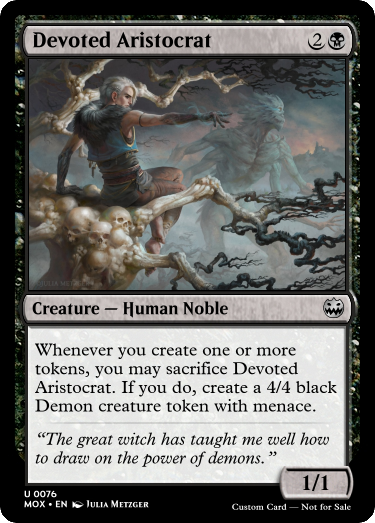 Devoted Aristocrat 2
Creature — Human Noble
Whenever you create one or more
tokens, you may sacrifice Devoted
Aristocrat. If you do, create a 4/4 black
Demon creature token with menace.
“The great witch has taught me well how
to draw on the power of demons.”
1/1
U 0076
MOX • EN Julia Metzger
Custom Card — Not for Sale